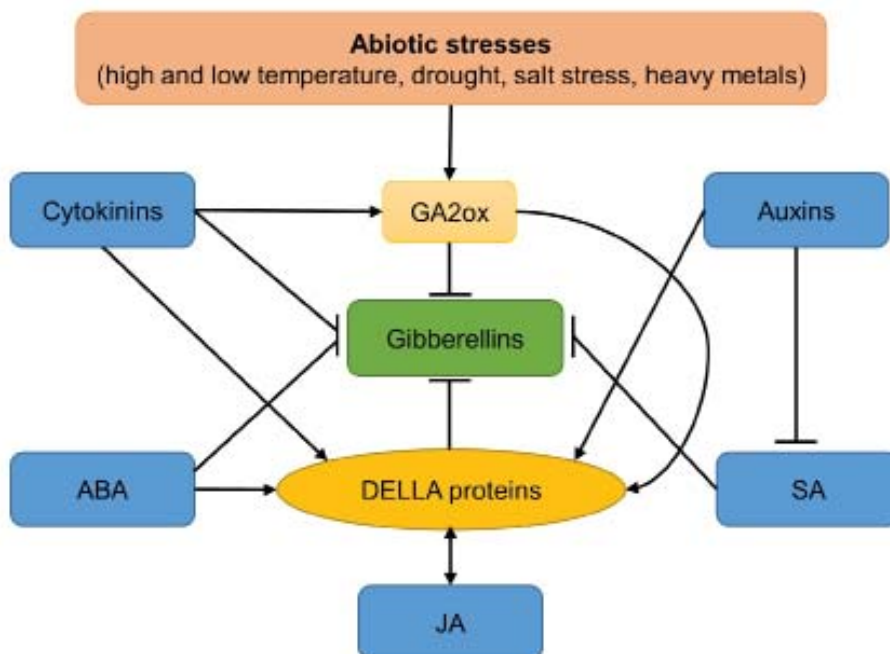 Abiotic stresses
(high and low temperature, drought, salt stress, heavy metals)
Cytokinins
GA2ox
Auxins
Gibberellins
ABA
DELLA proteins
SA
JA